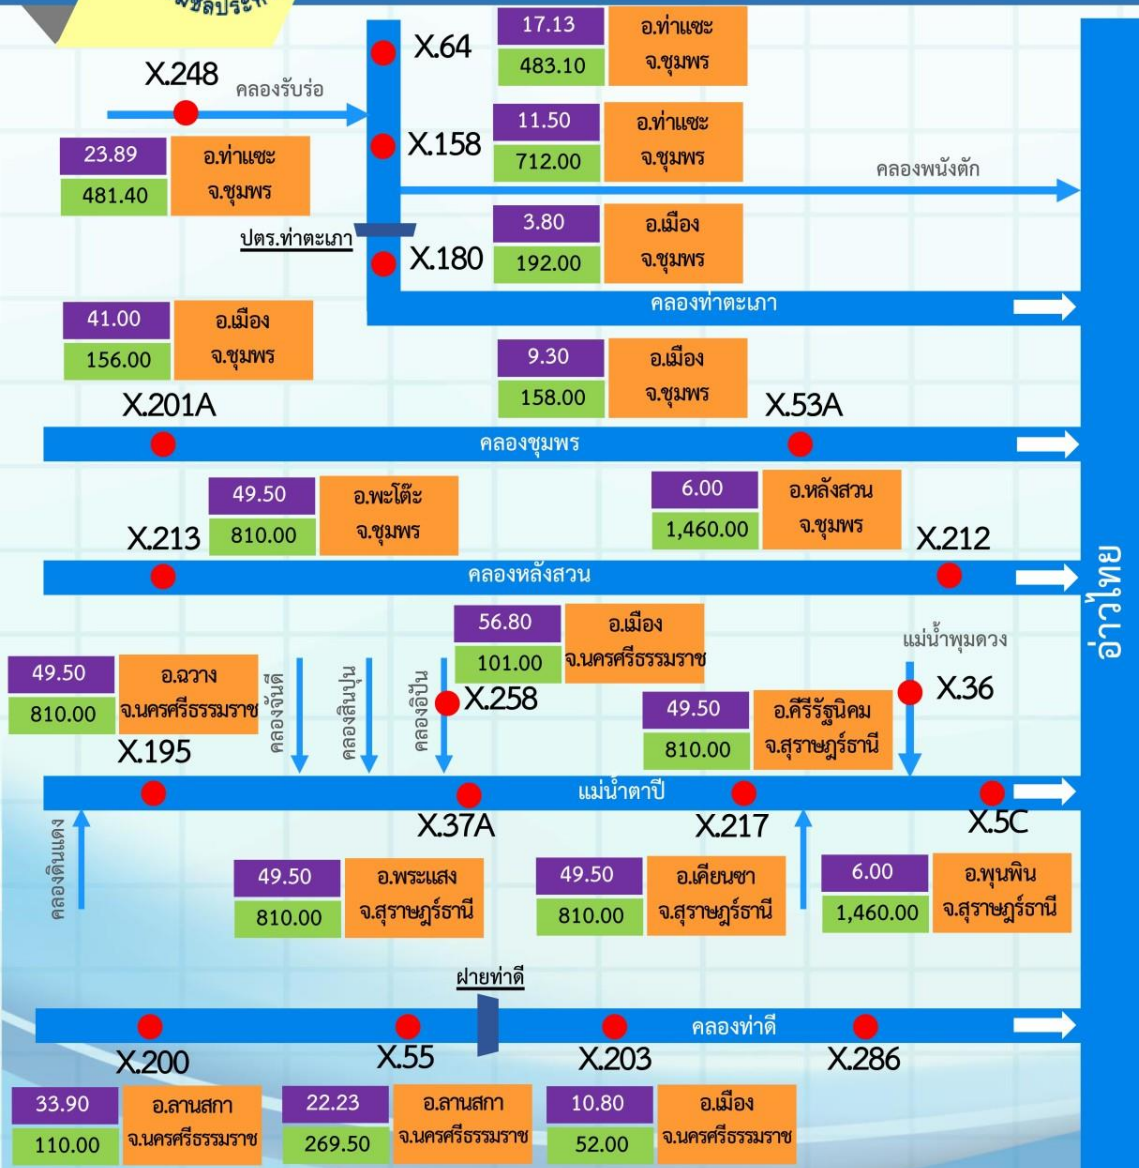 X.64
17.13
483.10
อ.ท่าแซะ
จ.ชุมพร
X.248
คลองรับร่อ
23.89
481.40
อ.ท่าแซะ
จ.ชุมพร
X.158
11.50
712.00
อ.ท่าแซะ
จ.ชุมพร
คลองพนังตัก
ปตร.ท่าตะเภา
X.180
3.80
192.00
อ.เมือง
จ.ชุมพร
คลองท่าตะเภา
41.00
156.00
อ.เมือง
จ.ชุมพร
X.201A
9.30
158.00
อ.เมือง
จ.ชุมพร
X.53A
คลองชุมพร
X.213
49.50
810.00
อ.พะโต๊ะ
จ.ชุมพร
6.00
1,460.00
อ.หลังสวน
จ.ชุมพร
X.212
คลองหลังสวน
อ่าวไทย
49.50
810.00
อ.ฉวาง
จ.นครศรีธรรมราช
X.195
คลองจันดี
คลองสินปุน
คลองอิปัน
56.80
101.00
อ.เมือง
จ.นครศรีธรรมราช
X.258
49.50
810.00
อ.คีรีรัฐนิคม
จ.สุราษฎร์ธานี
แม่น้ำพุมดวง
X.36
แม่น้ำตาปี
คลองดินแดง
X.37A
X.217
X.5C
49.50
810.00
อ.พระแสง
จ.สุราษฎร์ธานี
49.50
810.00
อ.เคียนซา
จ.สุราษฎร์ธานี
6.00
1,460.00
อ.พุนพิน
จ.สุราษฎร์ธานี
ฝายท่าดี
คลองท่าดี
X.200
X.55
X.203
X.286
33.90
110.00
อ.ลานสกา
จ.นครศรีธรรมราช
22.23
269.50
อ.ลานสกา
จ.นครศรีธรรมราช
10.80
52.00
อ.เมือง
จ.นครศรีธรรมราช